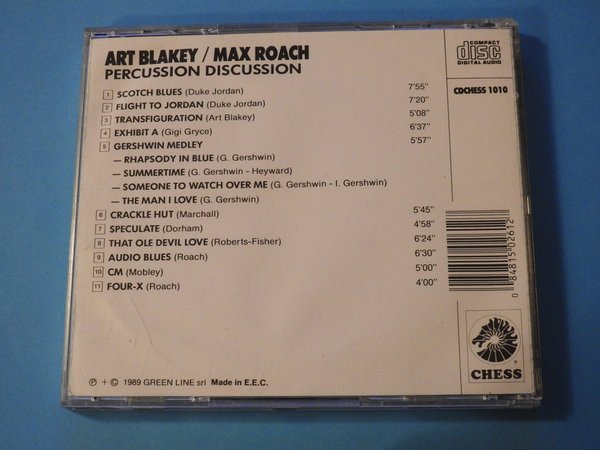 ART BLAKEY / MAX ROACH
PERCUSSION DISCUSSION
COMPACT
disc
DIGITAL AUDIO
CDCHESS 1010
1 SCOTCH BLUES (Duke Jordan) 7'55"
2 FLIGHT TO JORDAN (Duke Jordan) 7'20"
3 TRANSFIGURATION (Art Blakey) 5'08"
4 EXHIBIT A (Gigi Gryce) 6'37"
5 GERSHWIN MEDLEY 5'57"
– RHAPSODY IN BLUE (G. Gershwin)
– SUMMERTIME (G. Gershwin - Heyward)
– SOMEONE TO WATCH OVER ME (G. Gershwin - I. Gershwin)
– THE MAN I LOVE (G. Gershwin)
6 CRACKLE HUT (Marchall) 5'45"
7 SPECULATE (Dorham) 4'58"
8 THAT OLE DEVIL LOVE (Roberts-Fisher) 6'24"
9 AUDIO BLUES (Roach) 6'30"
10 CM (Mobley) 5'00"
11 FOUR-X (Roach) 4'00"
0 84815 02612
CHESS
℗ + © 1989 GREEN LINE srl Made in E.E.C.